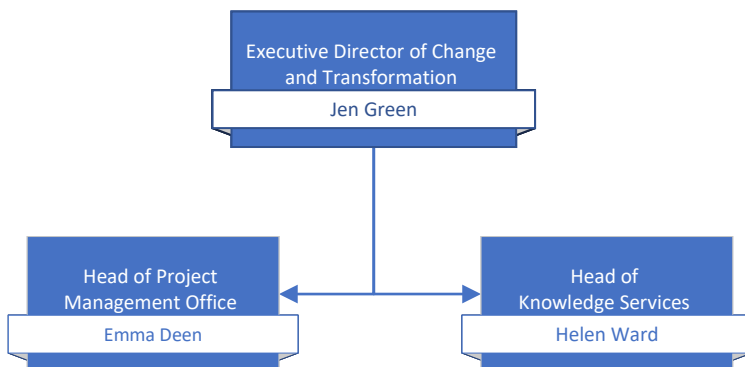 Executive Director of Change
and Transformation
Jen Green
Head of Project
Management Office
Emma Deen
Head of
Knowledge Services
Helen Ward